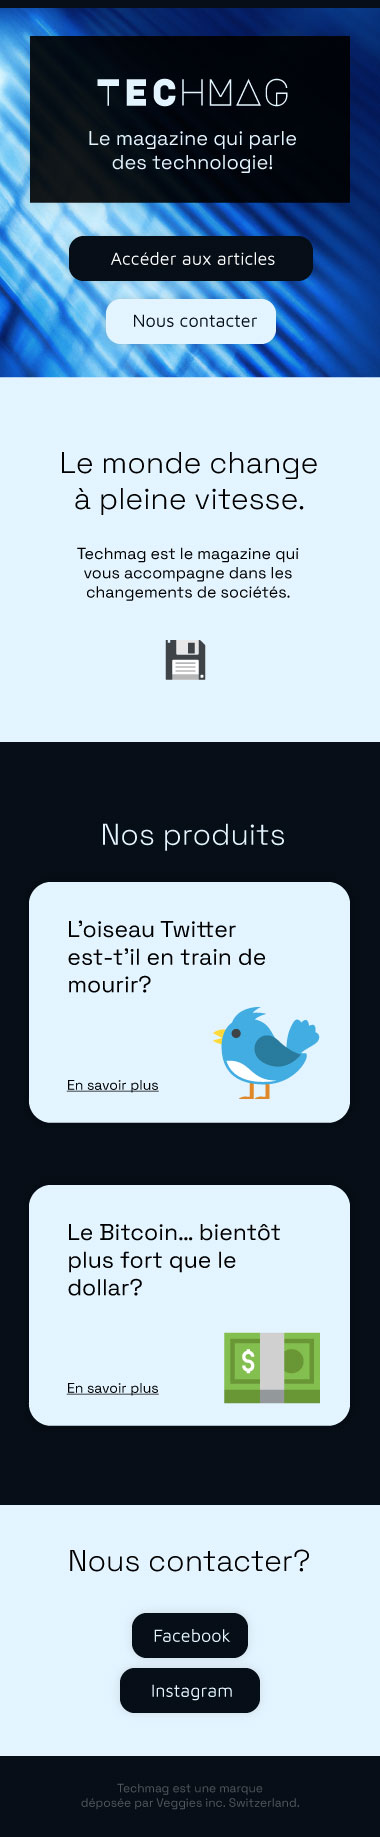 TECHMAG
Le magazine qui parle
des technologie!
Accéder aux articles
Nous contacter
Le monde change
à pleine vitesse.
Techmag est le magazine qui
vous accompagne dans les
changements de sociétés.
Nos produits
L'oiseau Twitter
est-t'il en train de
mourir?
En savoir plus
Le Bitcoin... bientôt
plus fort que le
dollar?
$
En savoir plus
Nous contacter?
Facebook
Instagram
Techmag est une marque
déposée par Veggies inc. Switzerland.